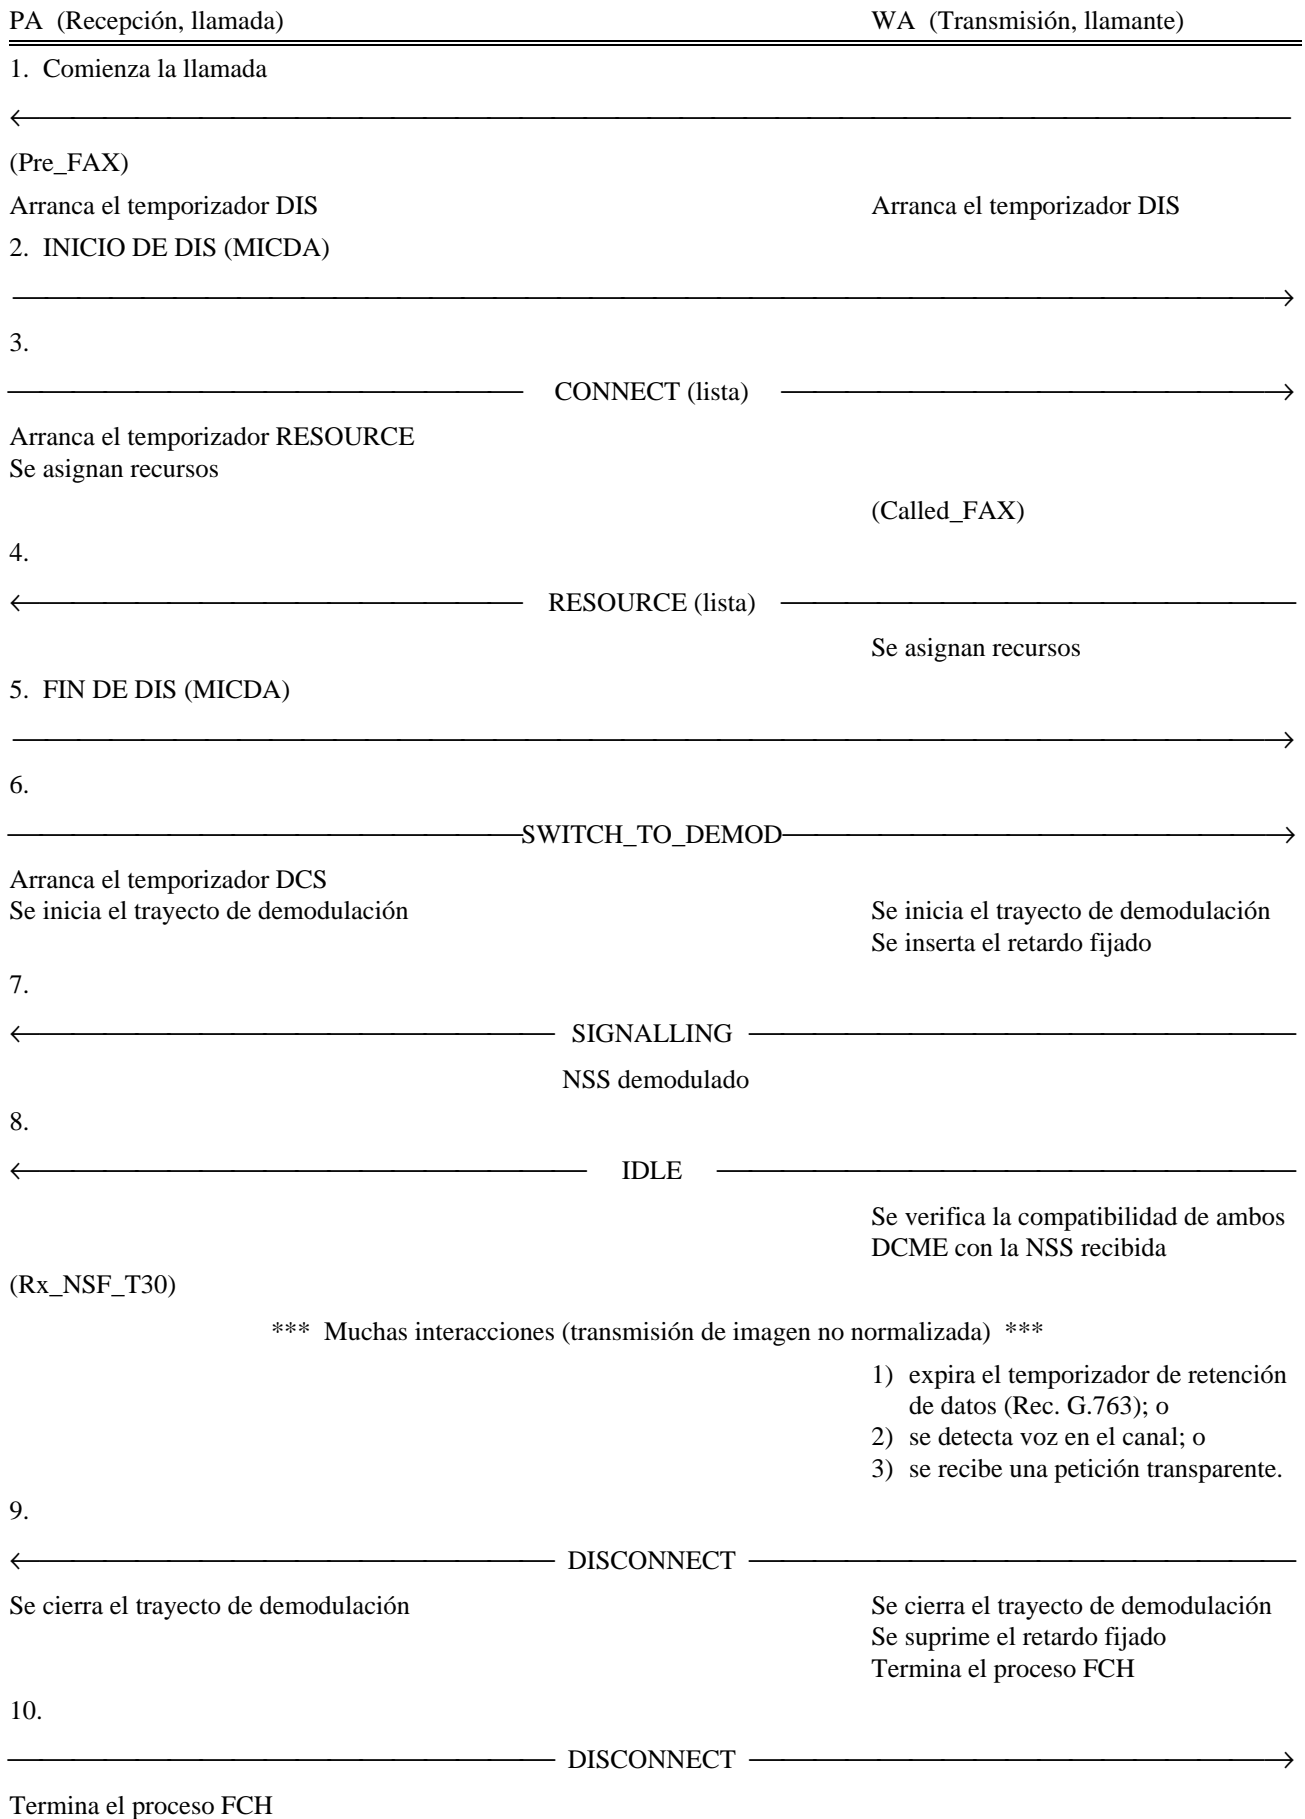 PA (Recepción, llamada) WA (Transmisión, llamante)
1. Comienza la llamada
(Pre_FAX)
Arranca el temporizador DIS Arranca el temporizador DIS
2. INICIO DE DIS (MICDA)
3.
CONNECT (lista)
Arranca el temporizador RESOURCE
Se asignan recursos
(Called_FAX)
4.
RESOURCE (lista)
Se asignan recursos
5. FIN DE DIS (MICDA)
6.
SWITCH_TO_DEMOD
Arranca el temporizador DCS
Se inicia el trayecto de demodulación Se inicia el trayecto de demodulación
Se inserta el retardo fijado
7.
SIGNALLING
NSS demodulado
8.
IDLE
Se verifica la compatibilidad de ambos
DCME con la NSS recibida
(Rx_NSF_T30)
*** Muchas interacciones (transmisión de imagen no normalizada) ***
1) expira el temporizador de retención
de datos (Rec. G.763); o
2) se detecta voz en el canal; o
3) se recibe una petición transparente.
9.
DISCONNECT
Se cierra el trayecto de demodulación Se cierra el trayecto de demodulación
Se suprime el retardo fijado
Termina el proceso FCH
10.
DISCONNECT
Termina el proceso FCH